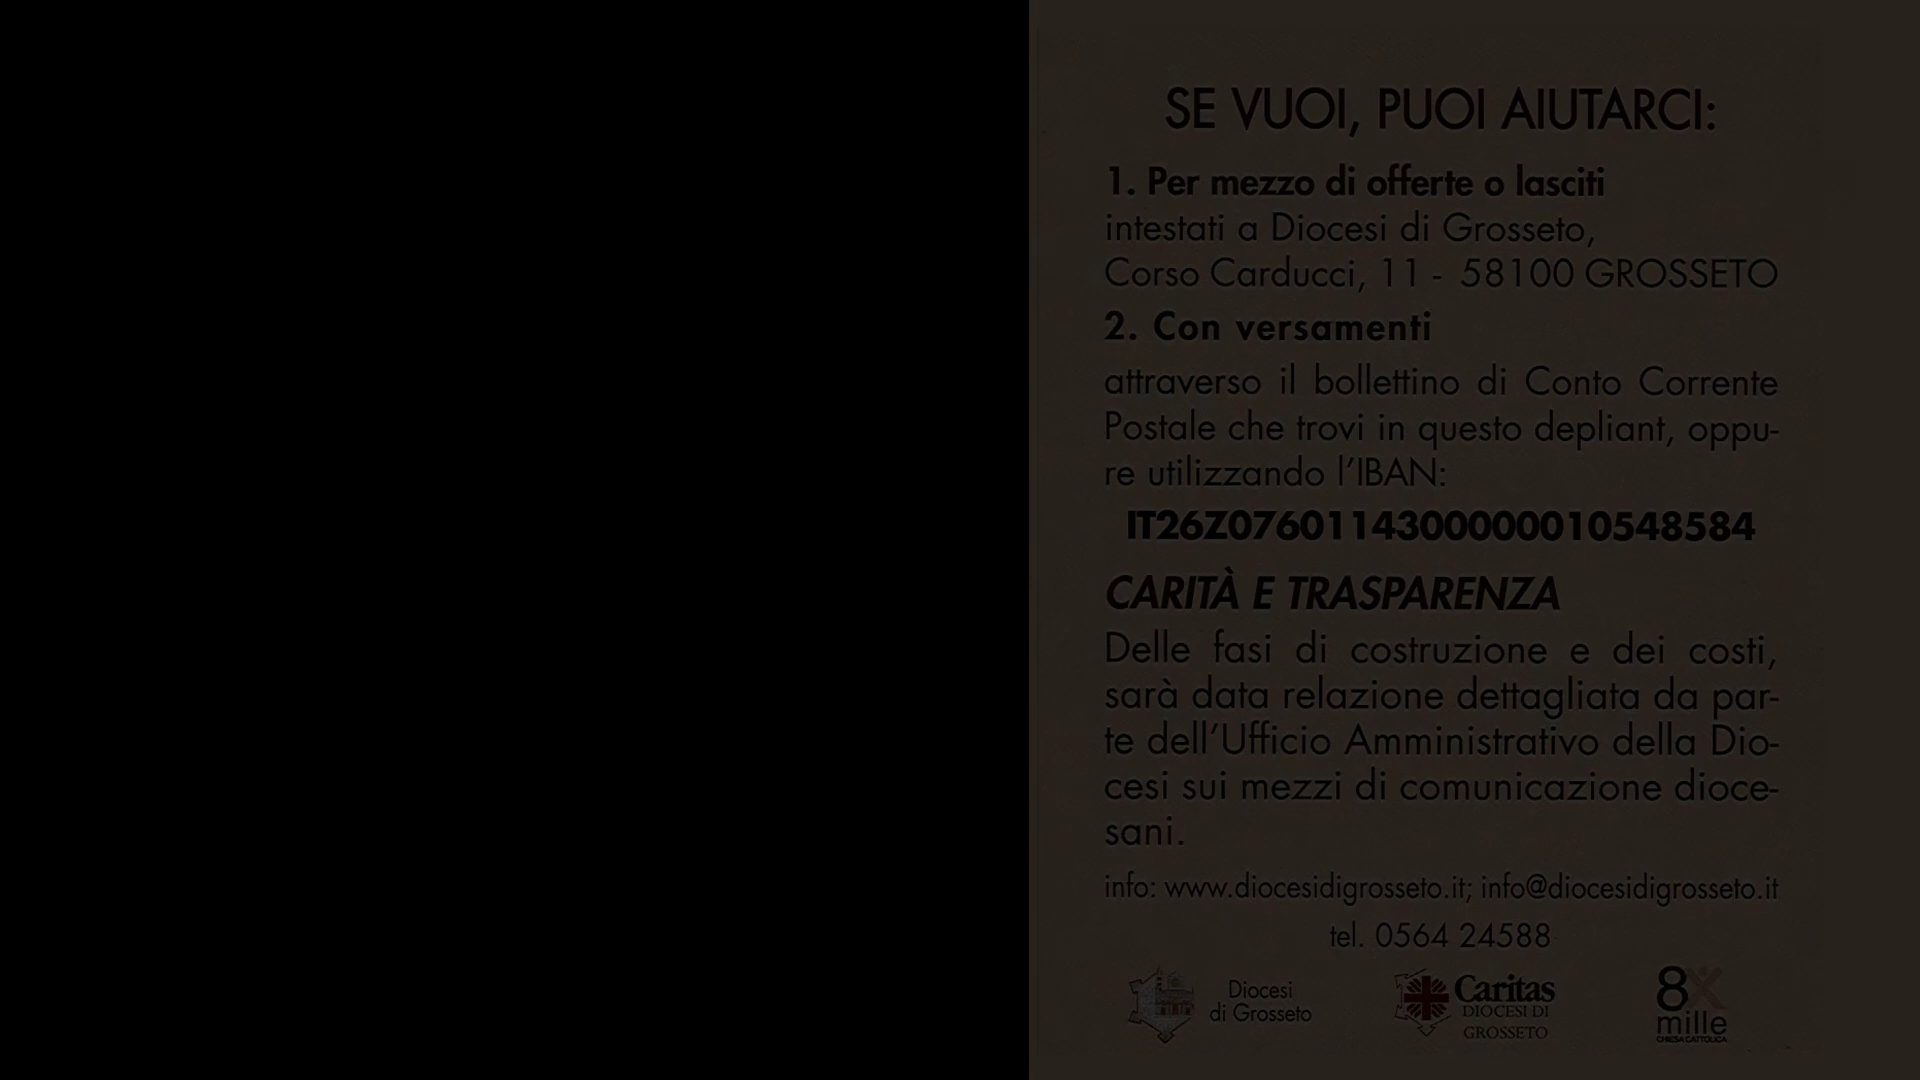 SE VUOI, PUOI AIUTARCI:
1. Per mezzo di offerte o lasciti
intestati a Diocesi di Grosseto,
Corso Carducci, 11 - 58100 GROSSETO
2. Con versamenti
attraverso il bollettino di Conto Corrente
Postale che trovi in questo depliant, oppu-
re utilizzando l'IBAN:
IT26Z0760114300000010548584
CARITÀ E TRASPARENZA
Delle fasi di costruzione e dei costi,
sarà data relazione dettagliata da par-
te dell'Ufficio Amministrativo della Dio-
cesi sui mezzi di comunicazione dioce-
sani.
info: www.diocesidigrosseto.it; info@diocesidigrosseto.it
tel. 0564 24588
Diocesi
di Grosseto
Caritas
DIOCESI DI
GROSSETO
8x
mille
CHIESA CATTOLICA